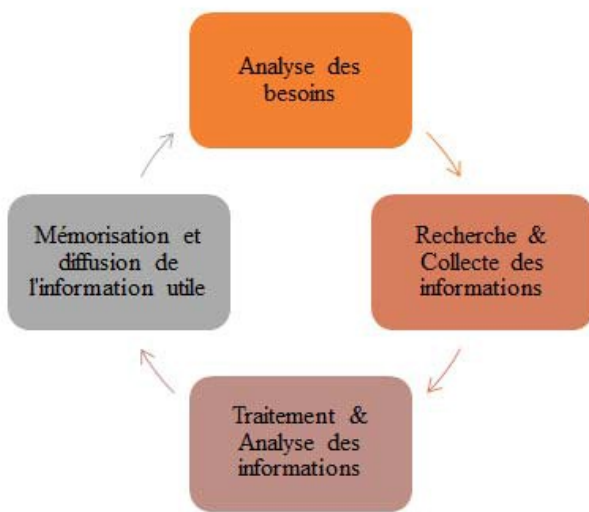 Analyse des
besoins
Recherche &
Collecte des
informations
Traitement &
Analyse des
informations
Mémorisation et
diffusion de
l'information utile